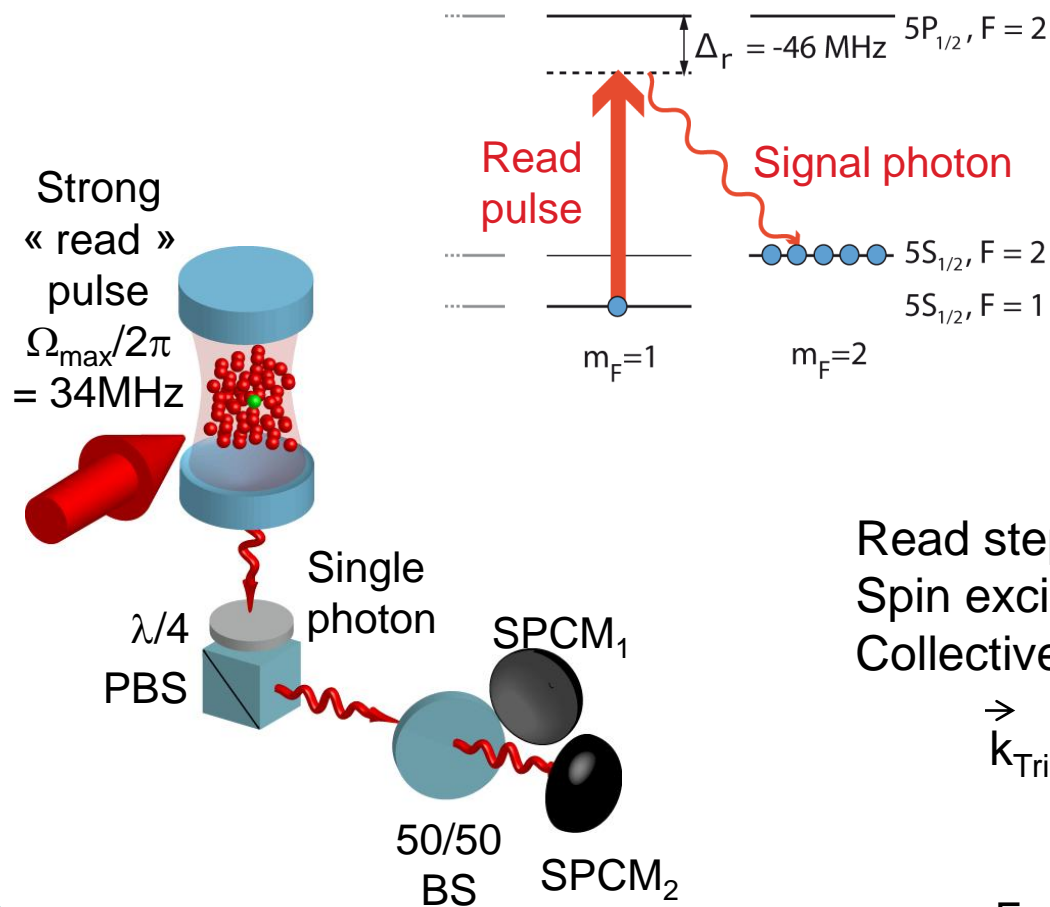 5P1/2, F = 2
Δr = -46 MHz
Read
pulse
Signal photon
5S1/2, F = 2
5S1/2, F = 1
mF=1
mF=2
Strong
« read »
pulse
Ωmax/2π
= 34MHz
Single
photon
λ/4
PBS
SPCM1
50/50
BS
SPCM2
Read step
Spin exci
Collective
kTri